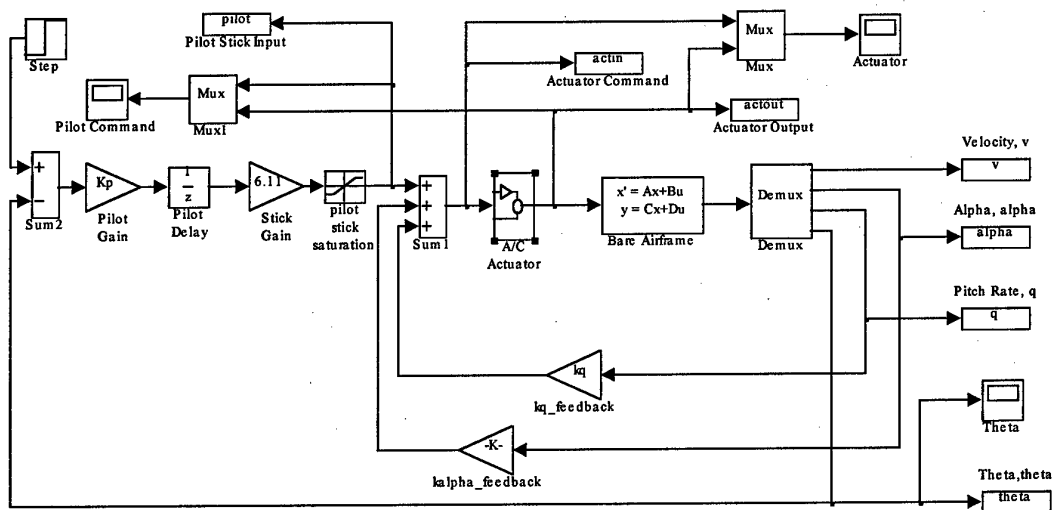 pilot
Pilot Stick Input
Step
Mux
Mux1
Pilot Command
actin
Actuator Command
Mux
Mux
Actuator
actout
Actuator Output
+
−
Sum2
Kp
Pilot
Gain
1
z
Pilot
Delay
6.11
Stick
Gain
pilot
stick
saturation
+
+
+
Sum1
A/C
Actuator
x' = Ax+Bu
y = Cx+Du
Bare Airframe
Demux
Demux
Velocity, v
v
Alpha, alpha
alpha
Pitch Rate, q
q
kq
kq_feedback
-K-
kalpha_feedback
Theta
Theta,theta
theta